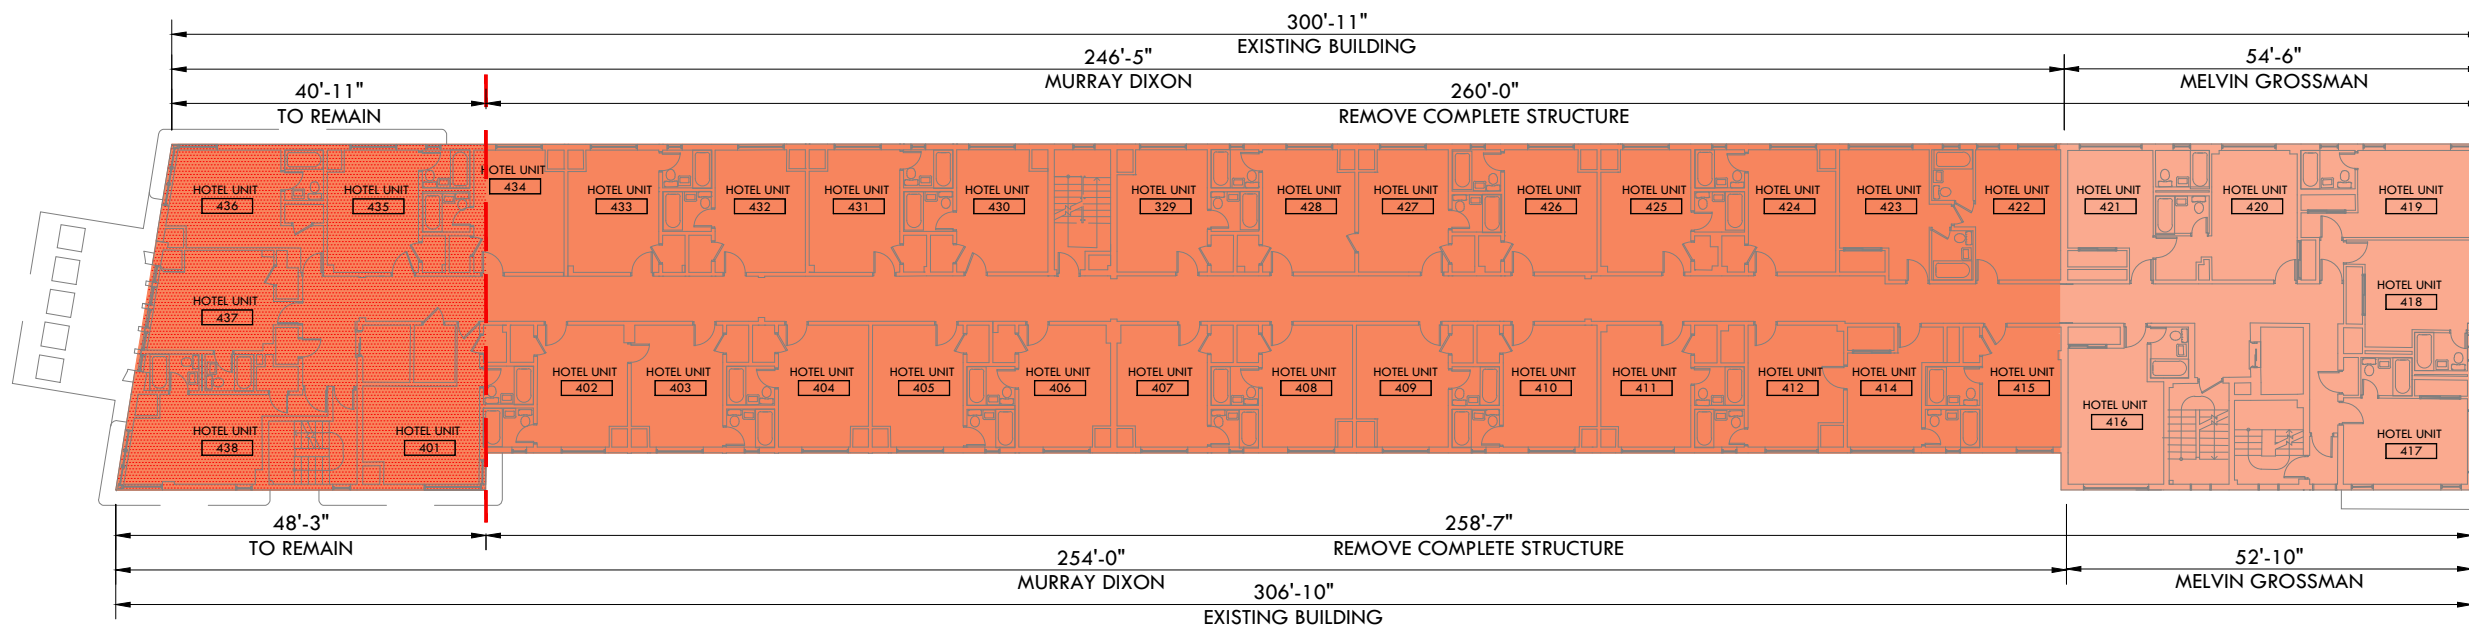 300'-11"
EXISTING BUILDING
246'-5"
MURRAY DIXON
54'-6"
MELVIN GROSSMAN
40'-11"
TO REMAIN
260'-0"
REMOVE COMPLETE STRUCTURE
HOTEL UNIT
436
HOTEL UNIT
435
HOTEL UNIT
434
HOTEL UNIT
433
HOTEL UNIT
432
HOTEL UNIT
431
HOTEL UNIT
430
HOTEL UNIT
329
HOTEL UNIT
428
HOTEL UNIT
427
HOTEL UNIT
426
HOTEL UNIT
425
HOTEL UNIT
424
HOTEL UNIT
423
HOTEL UNIT
422
HOTEL UNIT
421
HOTEL UNIT
420
HOTEL UNIT
419
HOTEL UNIT
437
HOTEL UNIT
418
HOTEL UNIT
402
HOTEL UNIT
403
HOTEL UNIT
404
HOTEL UNIT
405
HOTEL UNIT
406
HOTEL UNIT
407
HOTEL UNIT
408
HOTEL UNIT
409
HOTEL UNIT
410
HOTEL UNIT
411
HOTEL UNIT
412
HOTEL UNIT
414
HOTEL UNIT
415
HOTEL UNIT
416
HOTEL UNIT
438
HOTEL UNIT
401
HOTEL UNIT
417
48'-3"
TO REMAIN
258'-7"
REMOVE COMPLETE STRUCTURE
254'-0"
MURRAY DIXON
52'-10"
MELVIN GROSSMAN
306'-10"
EXISTING BUILDING